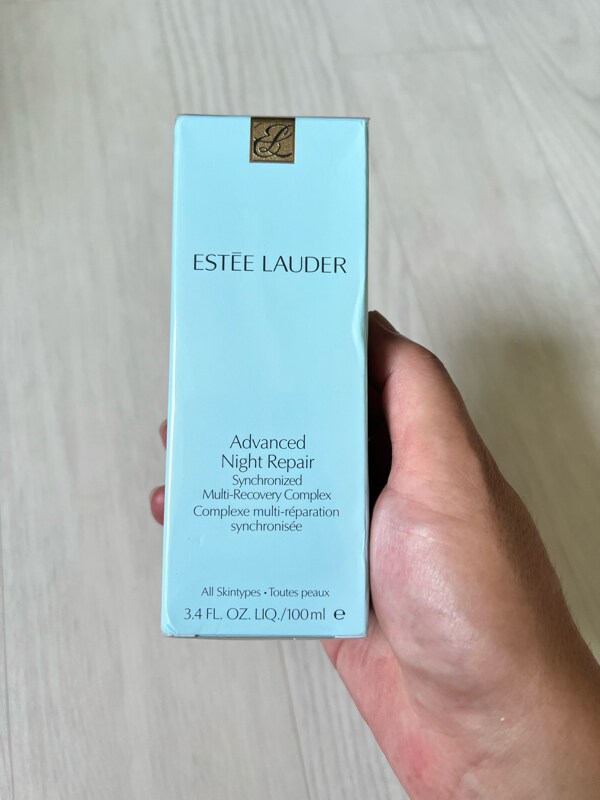 EL
ESTĒE LAUDER
Advanced
Night Repair
Synchronized
Multi-Recovery Complex
Complexe multi-réparation
synchronisée
All Skintypes • Toutes peaux
3.4 FL. OZ. LIQ./100 ml ℮